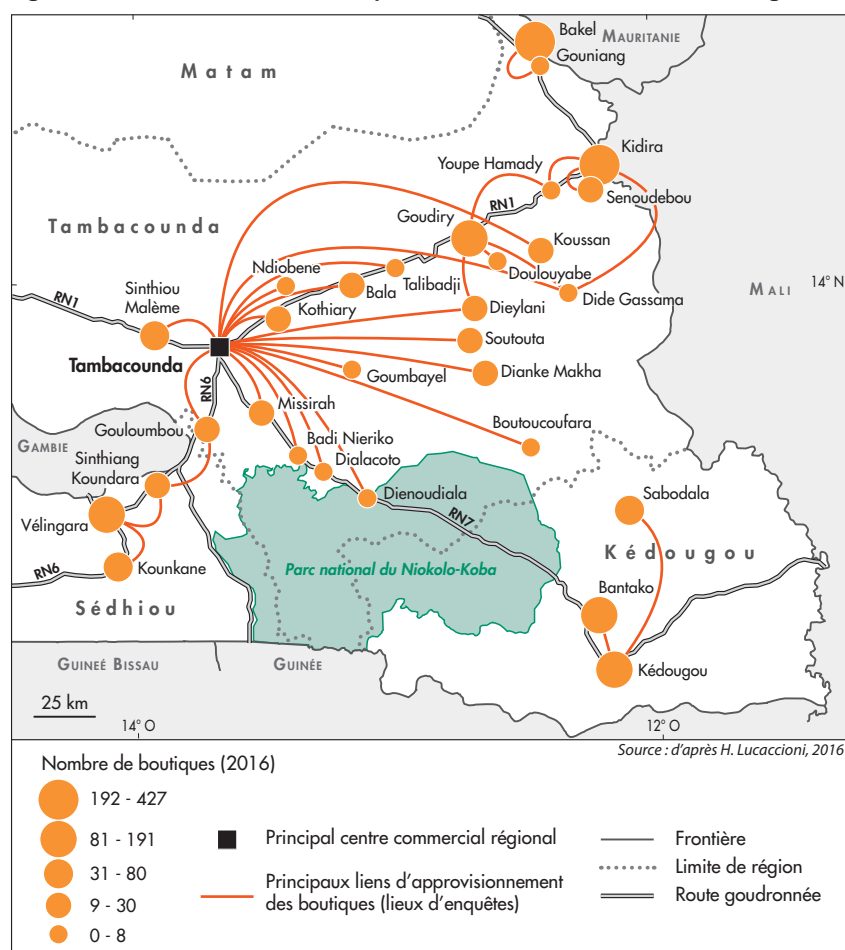 Bakel
MAURITANIE
Gouniang
Matam
Kidira
Youpe Hamady
Senoudebou
RN1
Goudiry
Tambacounda
Koussan
Ndiobene
Doulouyabe
Talibadji
14° N
MALI
RN1
Sinthiou
Malème
Bala
Dide Gassama
Kothiary
Dieylani
Soutouta
Tambacounda
Goumbayel
Dianke Makha
RN6
Missirah
Boutoucoufara
Gouloumbou
GAMBIE
Badi Nieriko
Sinthiang
Koundara
Dialacoto
Sabodala
Dienoudiala
Vélingara
RN7
Kédougou
Parc national du Niokolo-Koba
RN6
Kounkane
Bantako
Sédhiou
GUINEÉ BISSAU
GUINÉE
Kédougou
25 km
14° O
12° O
Source : d'après H. Lucaccioni, 2016
Nombre de boutiques (2016)
192 - 427
81 - 191
31 - 80
9 - 30
0 - 8
Principal centre commercial régional
Principaux liens d'approvisionnement
des boutiques (lieux d'enquêtes)
Frontière
Limite de région
Route goudronnée